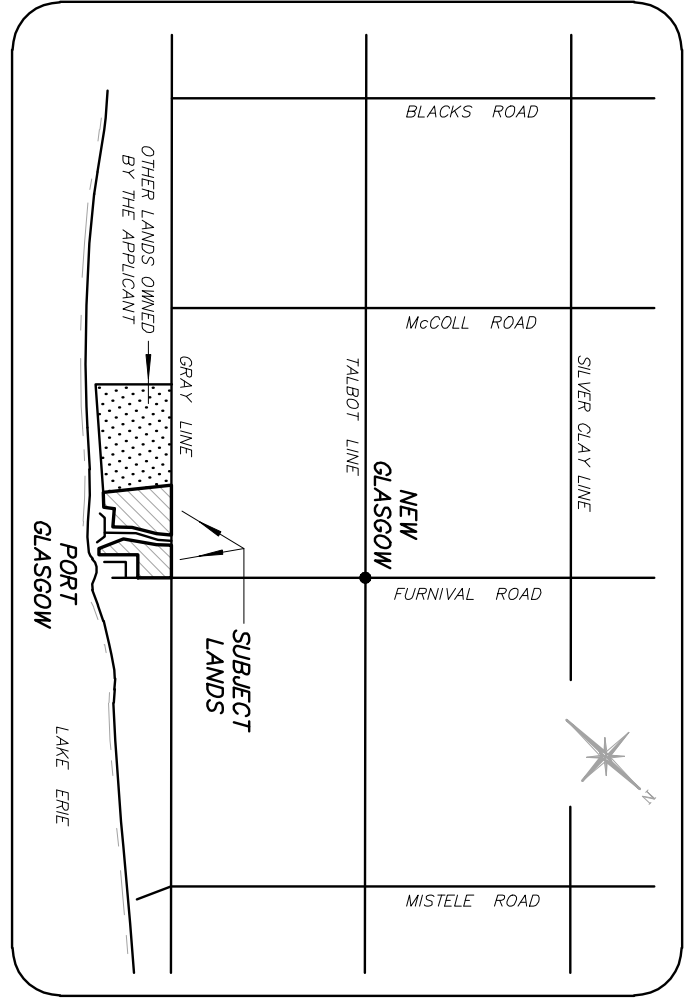 BLACKS ROAD
OTHER LANDS OWNED
BY THE APPLICANT
McCOLL ROAD
GRAY LINE
TALBOT LINE
SILVER CLAY LINE
NEW
GLASGOW
PORT
GLASGOW
FURNIVAL ROAD
SUBJECT
LANDS
LAKE ERIE
N
MISTELE ROAD